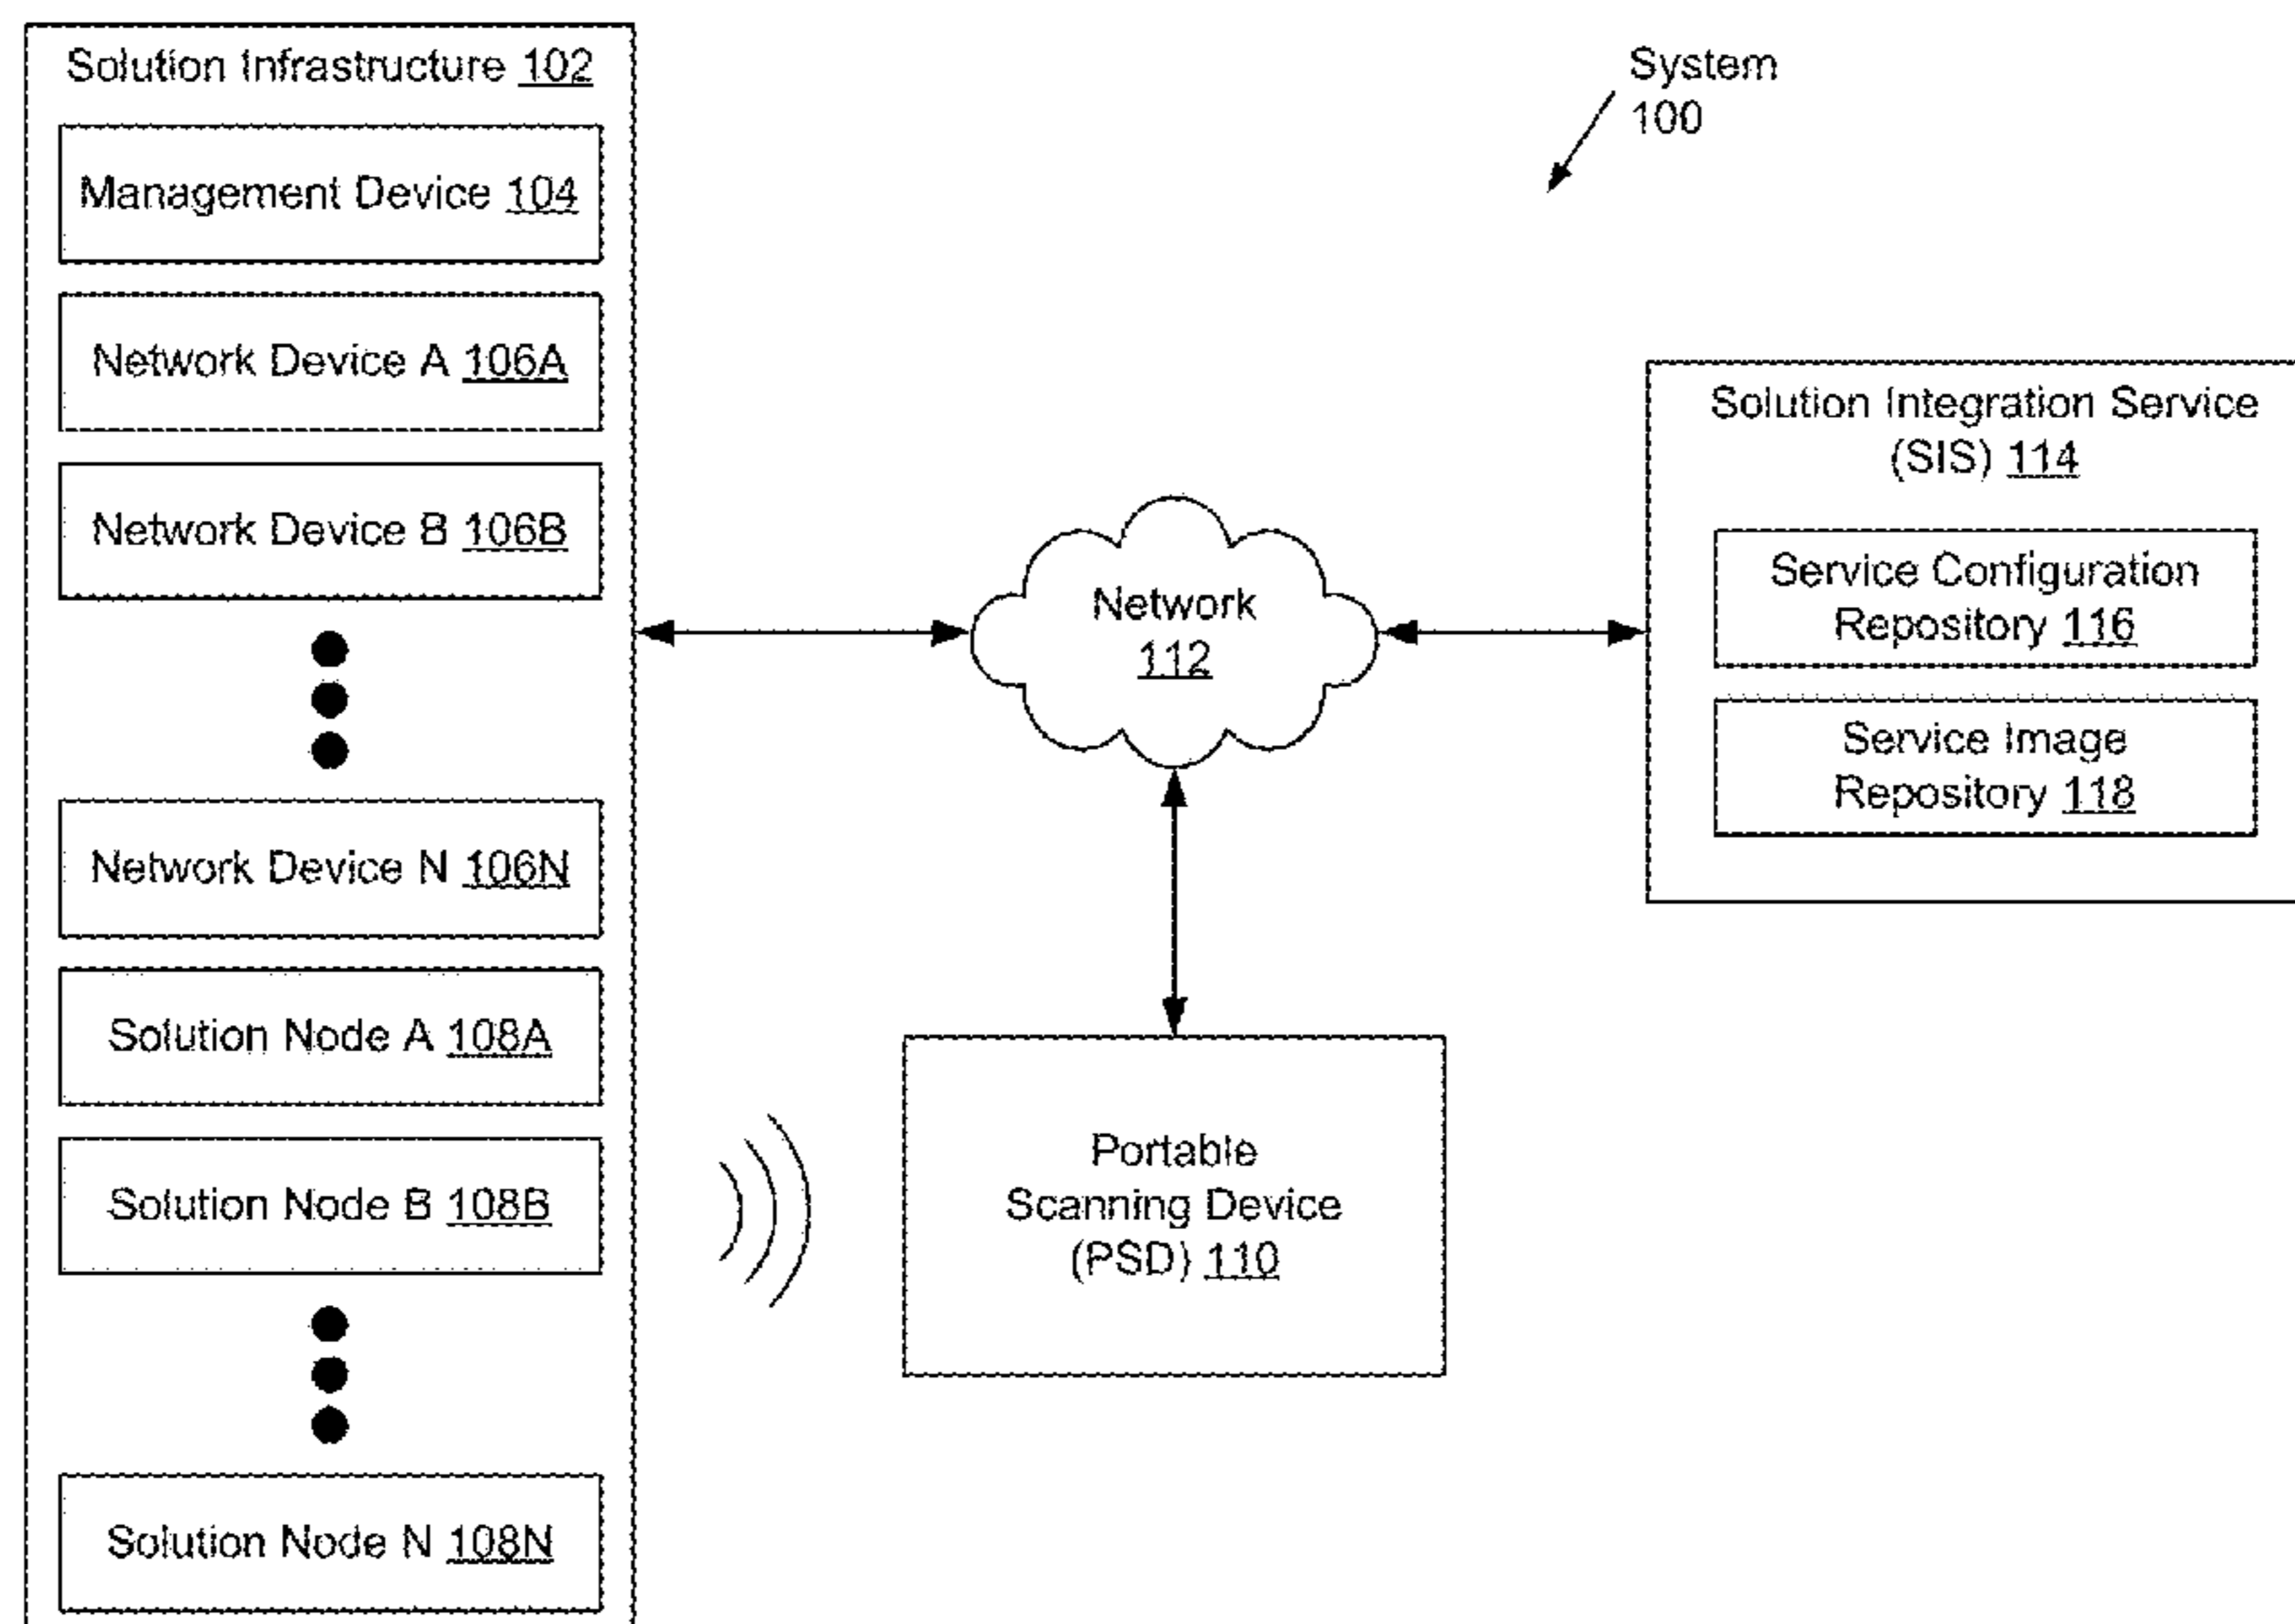 Solution Infrastructure 102
Management Device 104
Network Device A 106A
Network Device B 106B
Network Device N 106N
Solution Node A 108A
Solution Node B 108B
Solution Node N 108N
System
100
Network
112
Portable
Scanning Device
(PSD) 110
Solution Integration Service
(SIS) 114
Service Configuration
Repository 116
Service Image
Repository 118